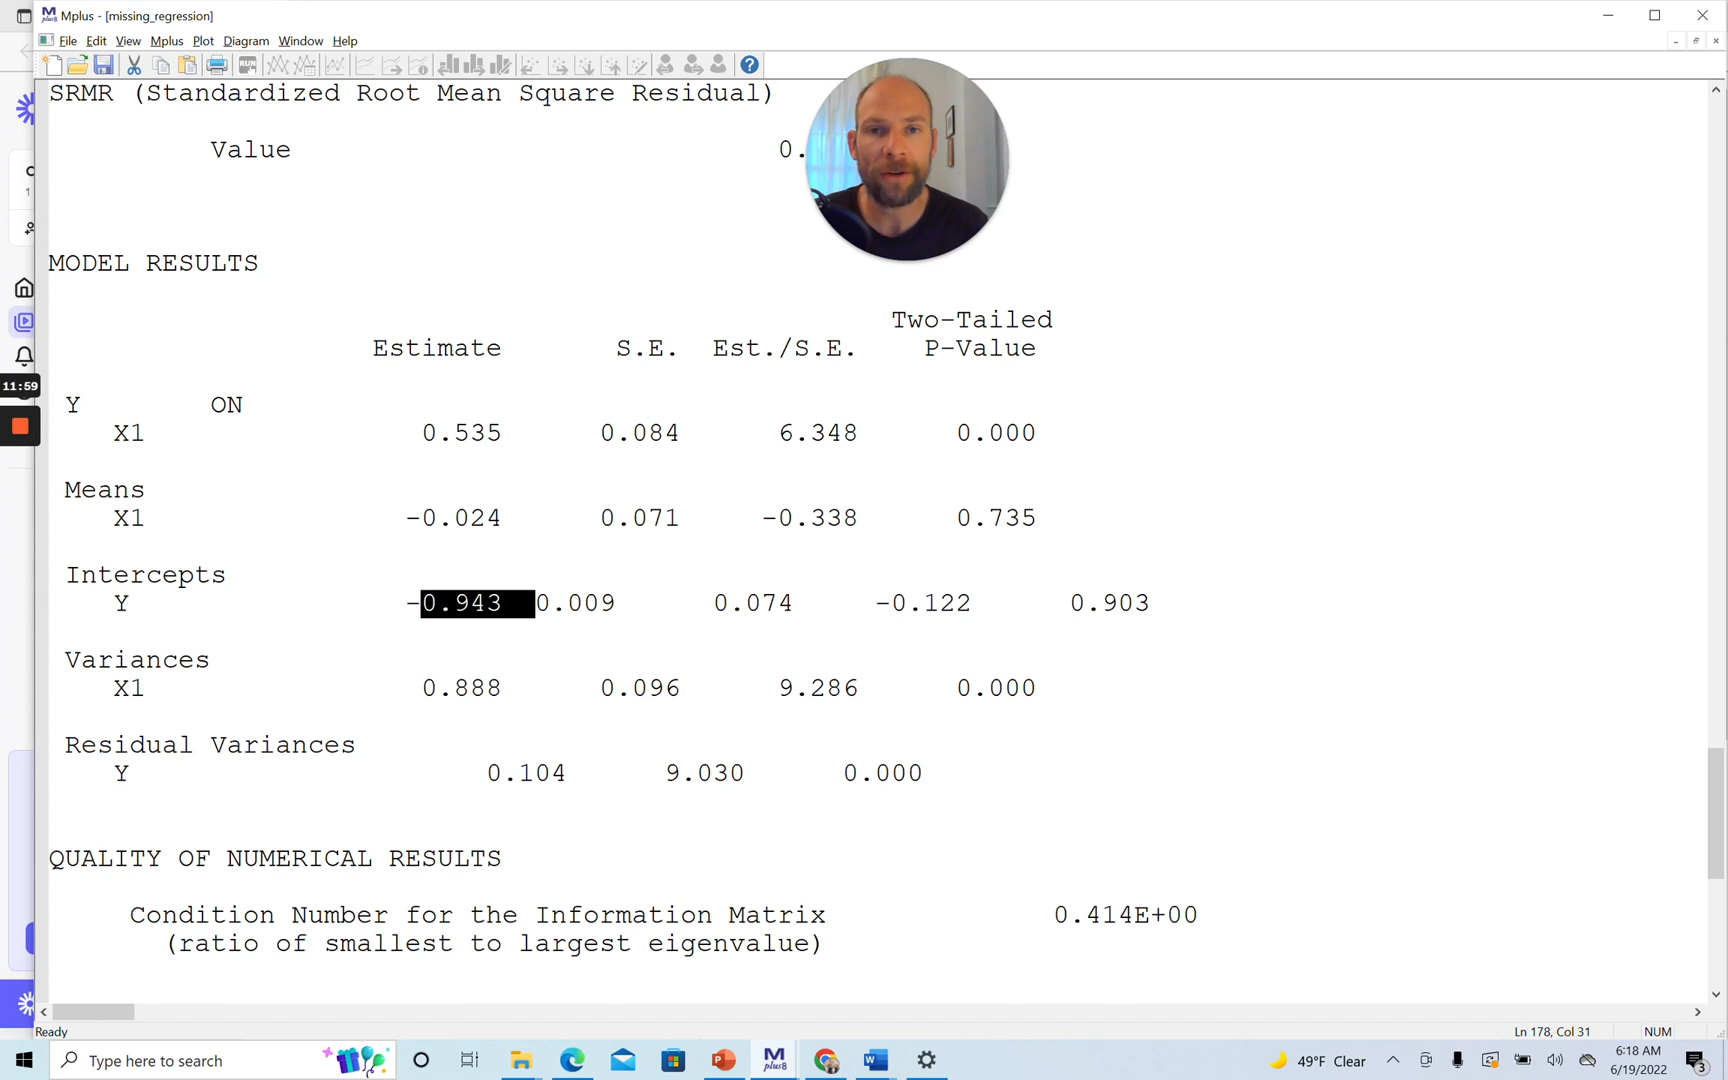 Mplus - [missing_regression]
File Edit View Mplus Plot Diagram Window Help
RUN
SRMR (Standardized Root Mean Square Residual)
Value 0.
MODEL RESULTS
Two-Tailed
Estimate S.E. Est./S.E. P-Value
Y ON
X1 0.535 0.084 6.348 0.000
Means
X1 -0.024 0.071 -0.338 0.735
Intercepts
Y -0.943 0.009 0.074 -0.122 0.903
Variances
X1 0.888 0.096 9.286 0.000
Residual Variances
Y 0.104 9.030 0.000
QUALITY OF NUMERICAL RESULTS
Condition Number for the Information Matrix 0.414E+00
(ratio of smallest to largest eigenvalue)
11:59
Ready Ln 178, Col 31 NUM
Type here to search
49°F Clear
6:18 AM
6/19/2022
3